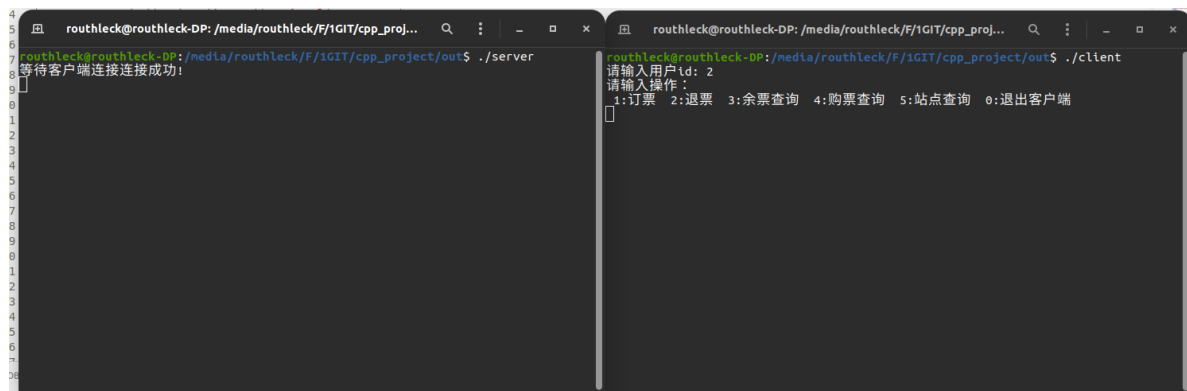 routhleck@routhleck-DP: /media/routhleck/F/1GIT/cpp_proj...
routhleck@routhleck-DP:/media/routhleck/F/1GIT/cpp_project/out$ ./server
等待客户端连接连接成功!
routhleck@routhleck-DP: /media/routhleck/F/1GIT/cpp_proj...
routhleck@routhleck-DP:/media/routhleck/F/1GIT/cpp_project/out$ ./client
请输入用户id: 2
请输入操作:
1:订票 2:退票 3:余票查询 4:购票查询 5:站点查询 0:退出客户端